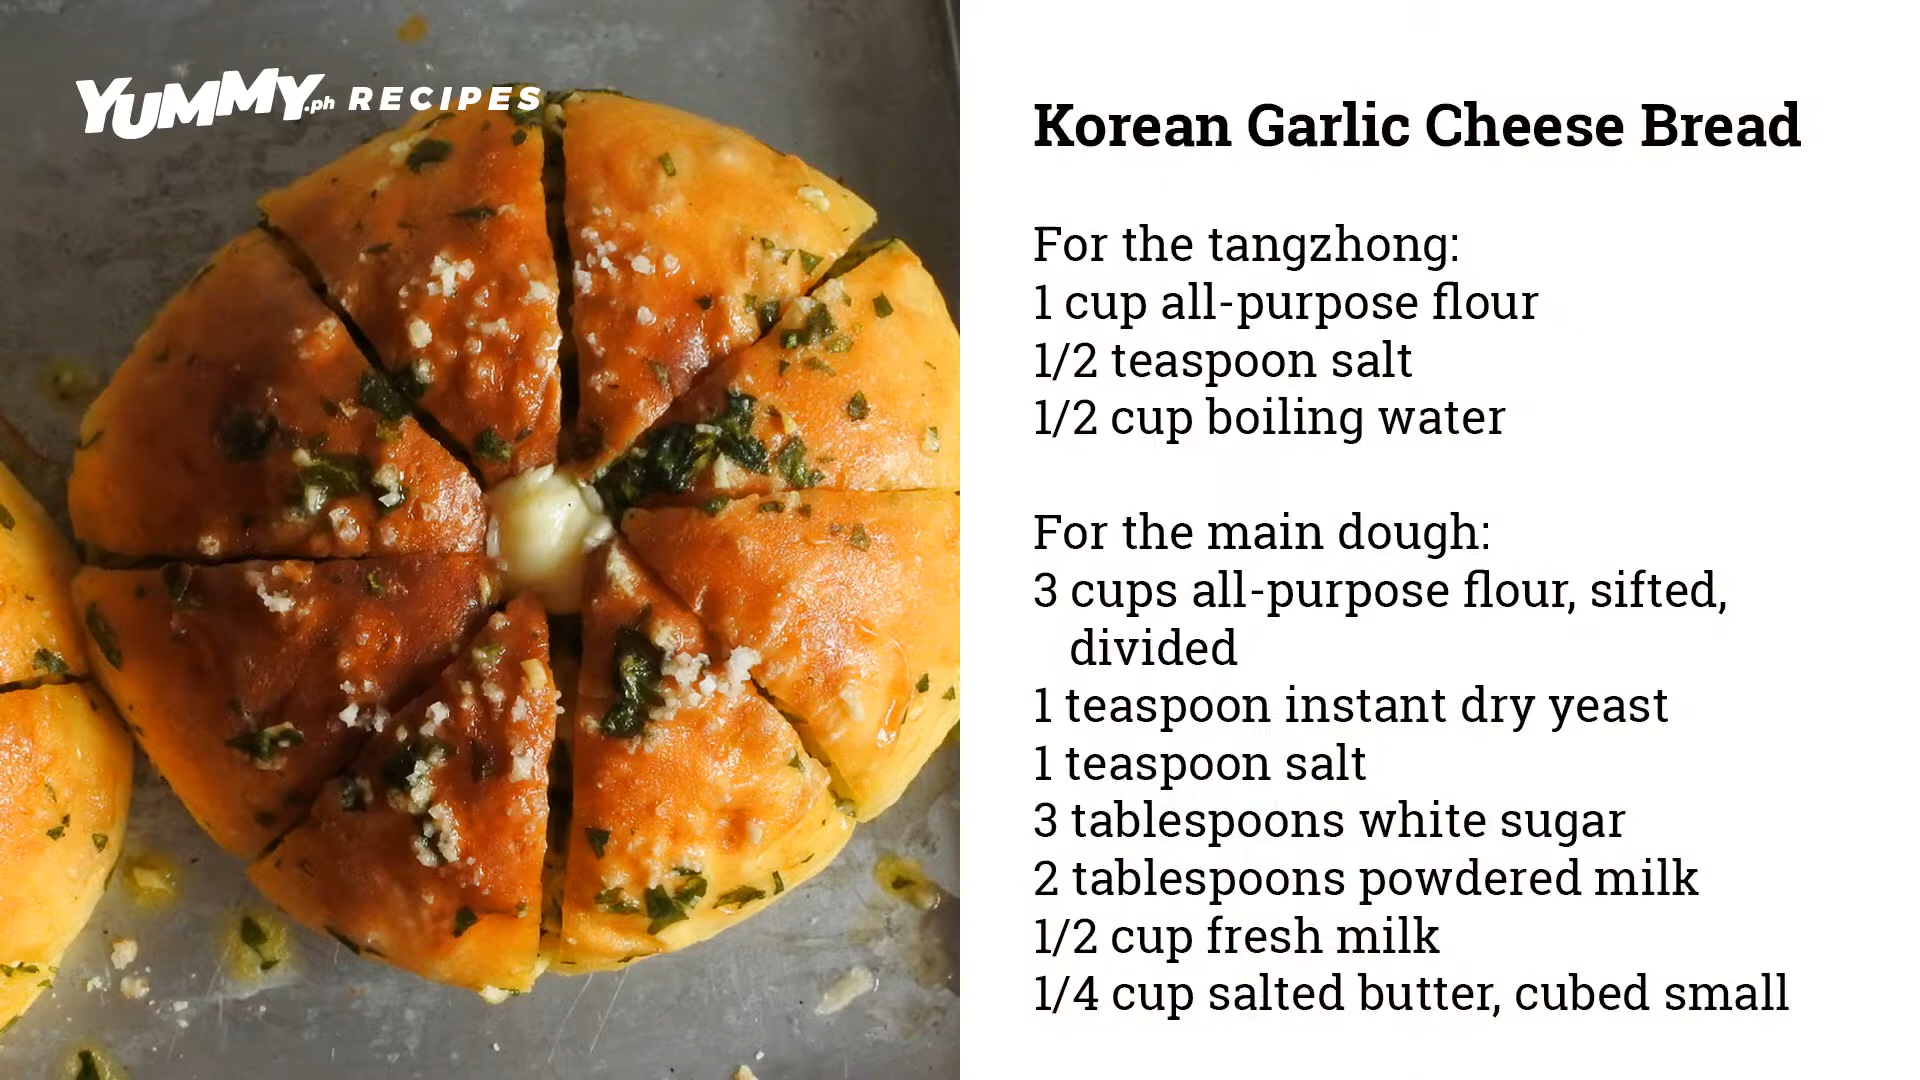 YUMMY.ph RECIPES
Korean Garlic Cheese Bread
For the tangzhong:
1 cup all-purpose flour
1/2 teaspoon salt
1/2 cup boiling water
For the main dough:
3 cups all-purpose flour, sifted,
divided
1 teaspoon instant dry yeast
1 teaspoon salt
3 tablespoons white sugar
2 tablespoons powdered milk
1/2 cup fresh milk
1/4 cup salted butter, cubed small